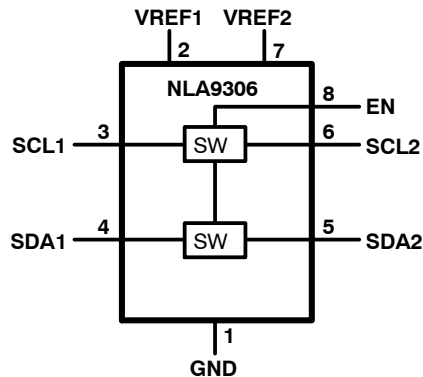 VREF1 VREF2
2 7
NLA9306
8 EN
SCL1 3 SW 6 SCL2
SDA1 4 SW 5 SDA2
1
GND